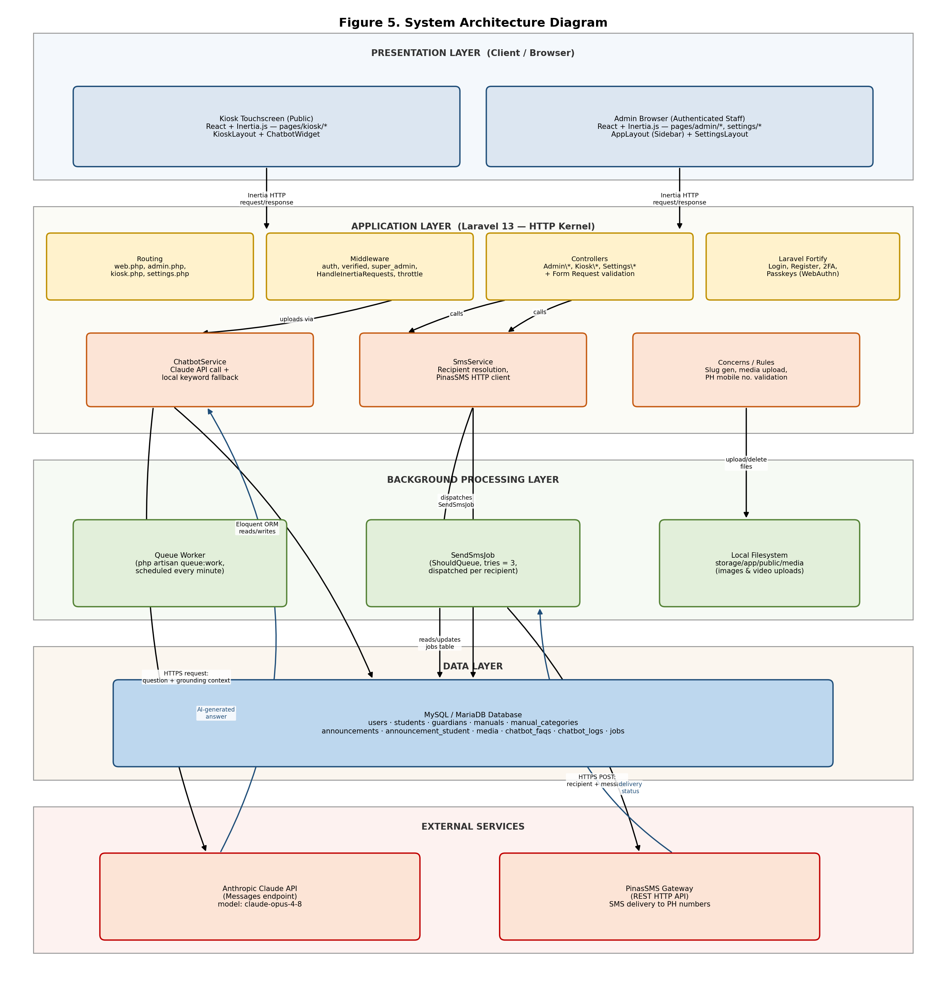 Figure 5. System Architecture Diagram
PRESENTATION LAYER  (Client / Browser)
Kiosk Touchscreen (Public)
React + Inertia.js — pages/kiosk/*
KioskLayout + ChatbotWidget
Admin Browser (Authenticated Staff)
React + Inertia.js — pages/admin/*, settings/*
AppLayout (Sidebar) + SettingsLayout
Inertia HTTP
request/response
Inertia HTTP
request/response
APPLICATION LAYER  (Laravel 13 — HTTP Kernel)
Routing
web.php, admin.php,
kiosk.php, settings.php
Middleware
auth, verified, super_admin,
HandleInertiaRequests, throttle
Controllers
Admin\*, Kiosk\*, Settings\*
+ Form Request validation
Laravel Fortify
Login, Register, 2FA,
Passkeys (WebAuthn)
uploads via
calls
calls
ChatbotService
Claude API call +
local keyword fallback
SmsService
Recipient resolution,
PinasSMS HTTP client
Concerns / Rules
Slug gen, media upload,
PH mobile no. validation
upload/delete
files
BACKGROUND PROCESSING LAYER
dispatches
SendSmsJob
Eloquent ORM
reads/writes
Queue Worker
(php artisan queue:work,
scheduled every minute)
SendSmsJob
(ShouldQueue, tries = 3,
dispatched per recipient)
Local Filesystem
storage/app/public/media
(images & video uploads)
reads/updates
jobs table
DATA LAYER
HTTPS request:
question + grounding context
AI-generated
answer
MySQL / MariaDB Database
users · students · guardians · manuals · manual_categories
announcements · announcement_student · media · chatbot_faqs · chatbot_logs · jobs
HTTPS POST:
recipient +
delivery
status
EXTERNAL SERVICES
Anthropic Claude API
(Messages endpoint)
model: claude-opus-4-8
PinasSMS Gateway
(REST HTTP API)
SMS delivery to PH numbers